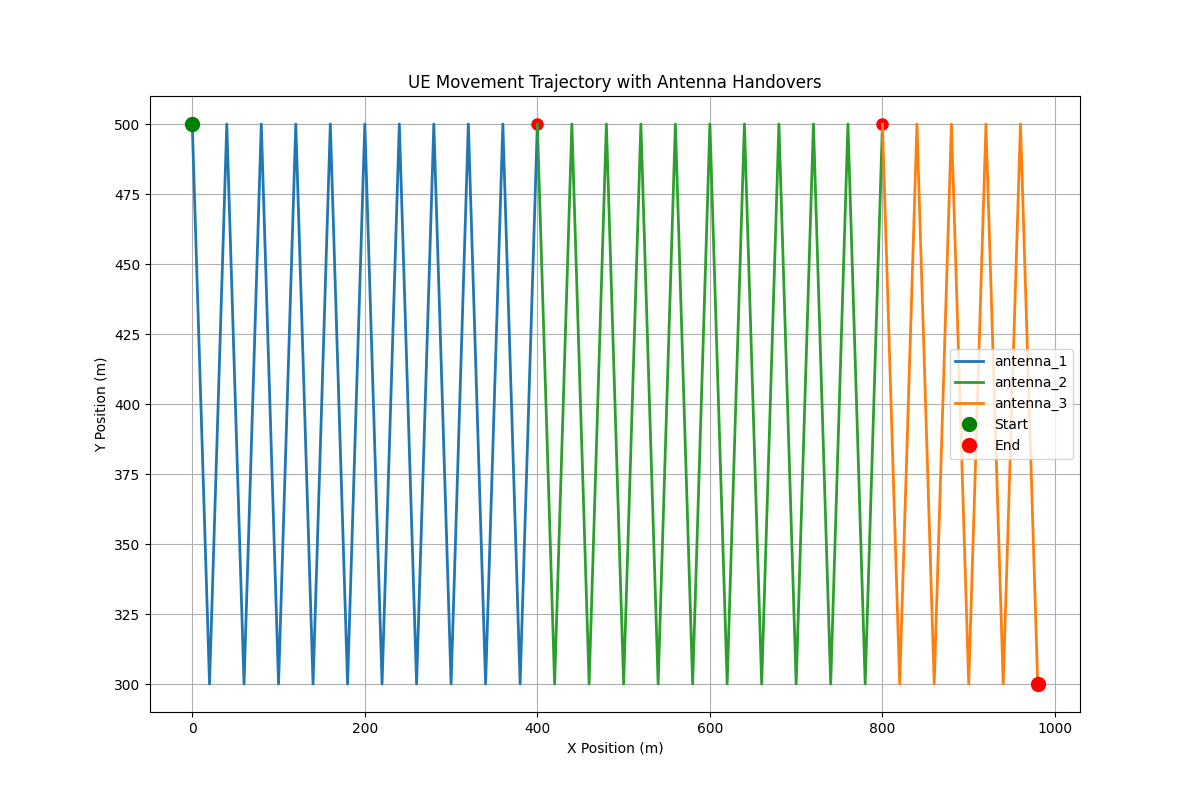 UE Movement Trajectory with Antenna Handovers
500
475
450
425
400
375
350
325
300
Y Position (m)
antenna_1
antenna_2
antenna_3
Start
End
0 200 400 600 800 1000
X Position (m)